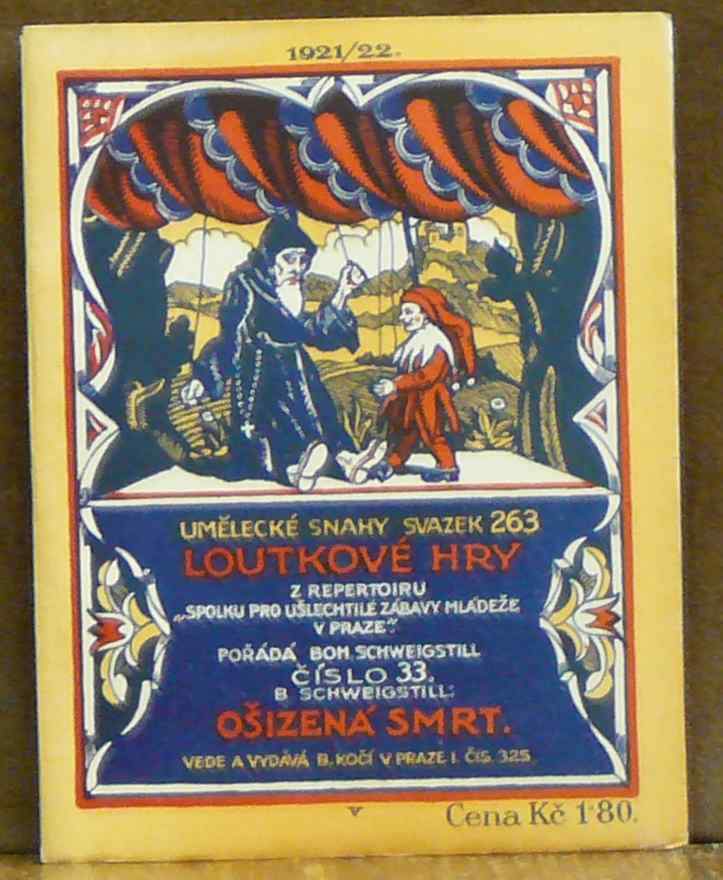 1921/22.
UMĚLECKÉ SNAHY SVAZEK 263
LOUTKOVÉ HRY
Z REPERTOIRU
„SPOLKU PRO UŠLECHTILÉ ZÁBAVY MLÁDEŽE
V PRAZE“
POŘÁDÁ BOH. SCHWEIGSTILL
ČÍSLO 33.
B SCHWEIGSTILL:
OŠIZENÁ SMRT.
VEDE A VYDÁVÁ B. KOČÍ V PRAZE I. ČÍS. 325
Cena Kč 1·80.